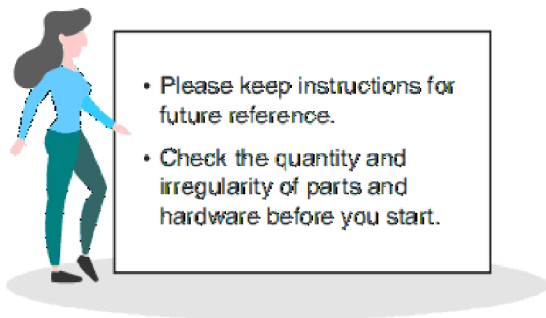 • Please keep instructions for
future reference.
• Check the quantity and
irregularity of parts and
hardware before you start.